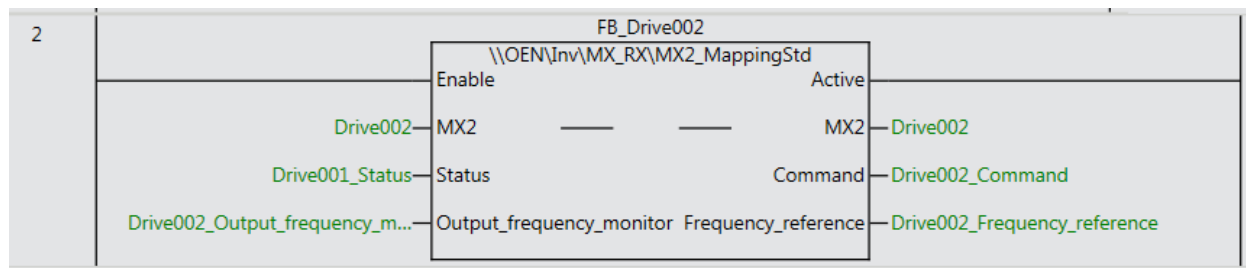 2
FB_Drive002
\\OEN\Inv\MX_RX\MX2_MappingStd
Enable Active
Drive002 MX2 MX2 Drive002
Drive001_Status Status Command Drive002_Command
Drive002_Output_frequency_m... Output_frequency_monitor Frequency_reference Drive002_Frequency_reference